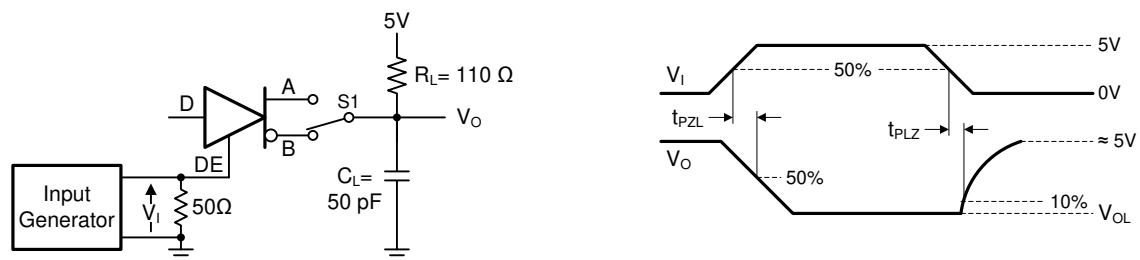 5V
R_L= 110 Ω
A
D
S1
V_O
B
DE
C_L=
50 pF
Input
Generator
V_I
50Ω
5V
V_I
50%
0V
t_PZL
t_PLZ
≈ 5V
V_O
50%
10%
V_OL